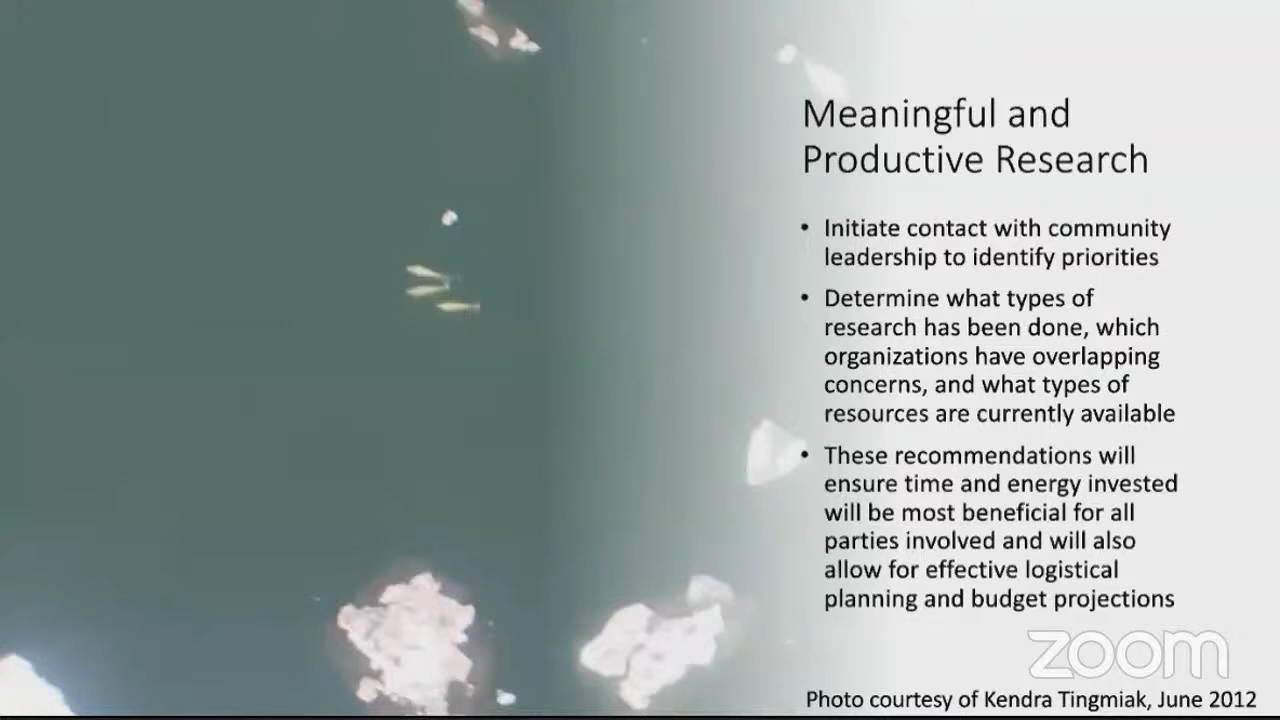 Meaningful and
Productive Research
• Initiate contact with community
leadership to identify priorities
• Determine what types of
research has been done, which
organizations have overlapping
concerns, and what types of
resources are currently available
• These recommendations will
ensure time and energy invested
will be most beneficial for all
parties involved and will also
allow for effective logistical
planning and budget projections
zoom
Photo courtesy of Kendra Tingmiak, June 2012